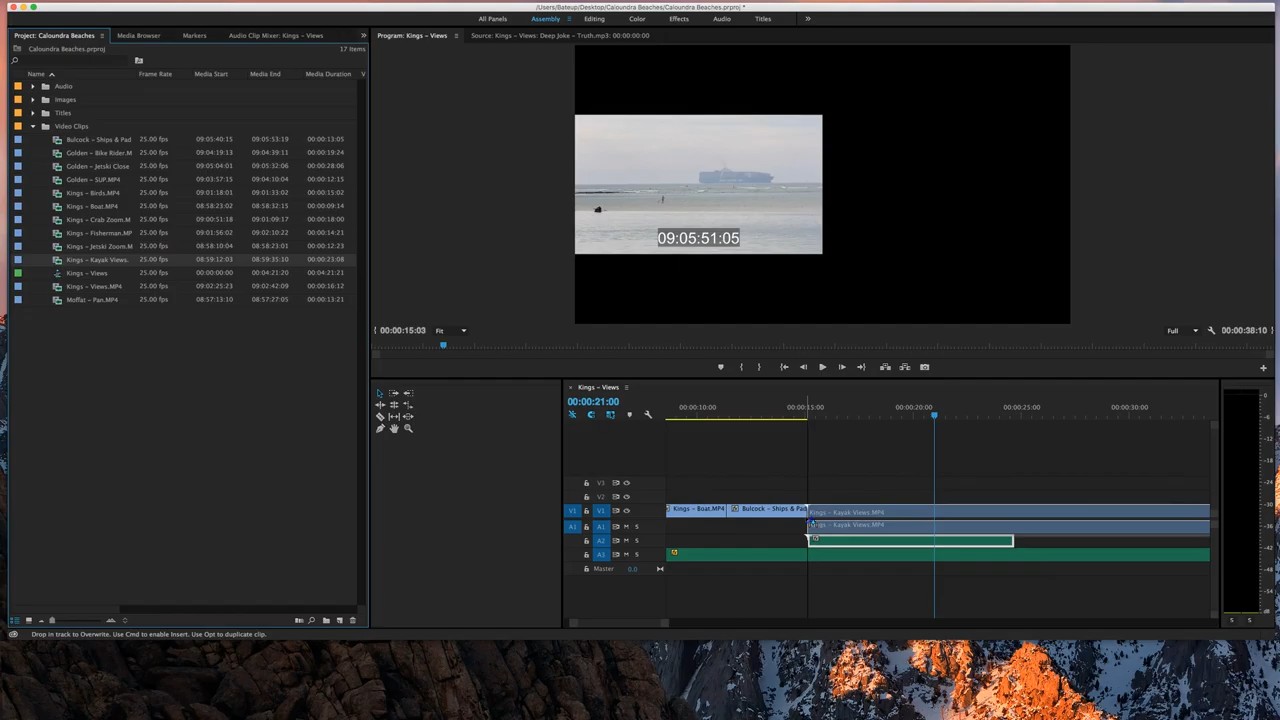 /Users/Bateup/Desktop/Caloundra Beaches/Caloundra Beaches.prproj *
All Panels Assembly Editing Color Effects Audio Titles
Project: Caloundra Beaches Media Browser Markers Audio Clip Mixer: Kings – Views
Program: Kings – Views Source: Kings – Views: Deep Joke – Truth.mp3: 00:00:00:00
Caloundra Beaches.prproj 17 Items
Name Frame Rate Media Start Media End Media Duration V
Audio
Images
Titles
Video Clips
Bulcock – Ships & Pad 25.00 fps 09:05:40:15 09:05:53:19 00:00:13:05
Golden – Bike Rider.M 25.00 fps 09:04:19:13 09:04:39:11 00:00:19:24
Golden – Jetski Close 25.00 fps 09:05:04:01 09:05:32:06 00:00:28:06
Golden – SUP.MP4 25.00 fps 09:03:57:15 09:04:10:04 00:00:12:15
Kings – Birds.MP4 25.00 fps 09:01:18:01 09:01:33:02 00:00:15:02
Kings – Boat.MP4 25.00 fps 08:58:23:02 08:58:32:15 00:00:09:14
Kings – Crab Zoom.M 25.00 fps 09:00:51:18 09:01:09:17 00:00:18:00
Kings – Fisherman.MP 25.00 fps 09:01:56:02 09:02:10:22 00:00:14:21
Kings – Jetski Zoom.M 25.00 fps 08:58:10:04 08:58:23:01 00:00:12:23
Kings – Kayak Views. 25.00 fps 08:59:12:03 08:59:35:10 00:00:23:08
Kings – Views 25.00 fps 00:00:00:00 00:04:21:20 00:04:21:21
Kings – Views.MP4 25.00 fps 09:02:25:23 09:02:42:09 00:00:16:12
Moffat – Pan.MP4 25.00 fps 08:57:13:10 08:57:27:05 00:00:13:21
09:05:51:05
00:00:15:03 Fit Full 00:00:38:10
Kings – Views
00:00:21:00
00:00:10:00 00:00:15:00 00:00:20:00 00:00:25:00 00:00:30:00
V3
V2
V1 V1 Kings – Boat.MP4 Bulcock – Ships & Pad Kings – Kayak Views.MP4
A1 A1 M S Kings – Kayak Views.MP4
A2 M S
A3 M S
Master 0.0
0
-6
-12
-18
-24
-30
-36
-42
-48
-54
dB
S S
Drop in track to Overwrite. Use Cmd to enable Insert. Use Opt to duplicate clip.